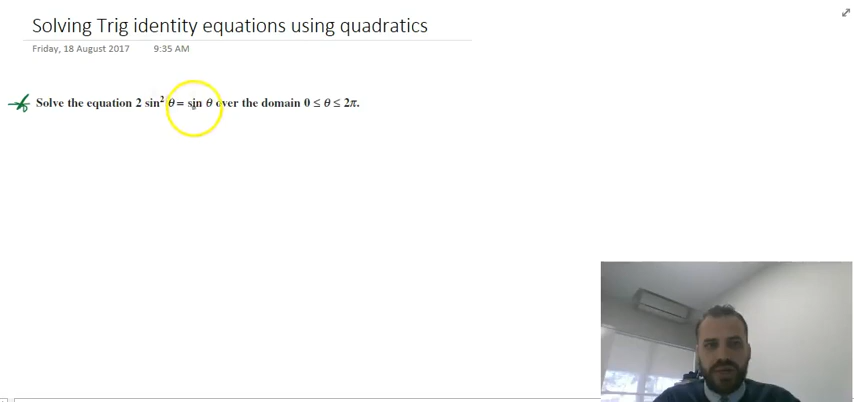 Solving Trig identity equations using quadratics
Friday, 18 August 2017 9:35 AM
Solve the equation 2 sin² θ = sin θ over the domain 0 ≤ θ ≤ 2π.